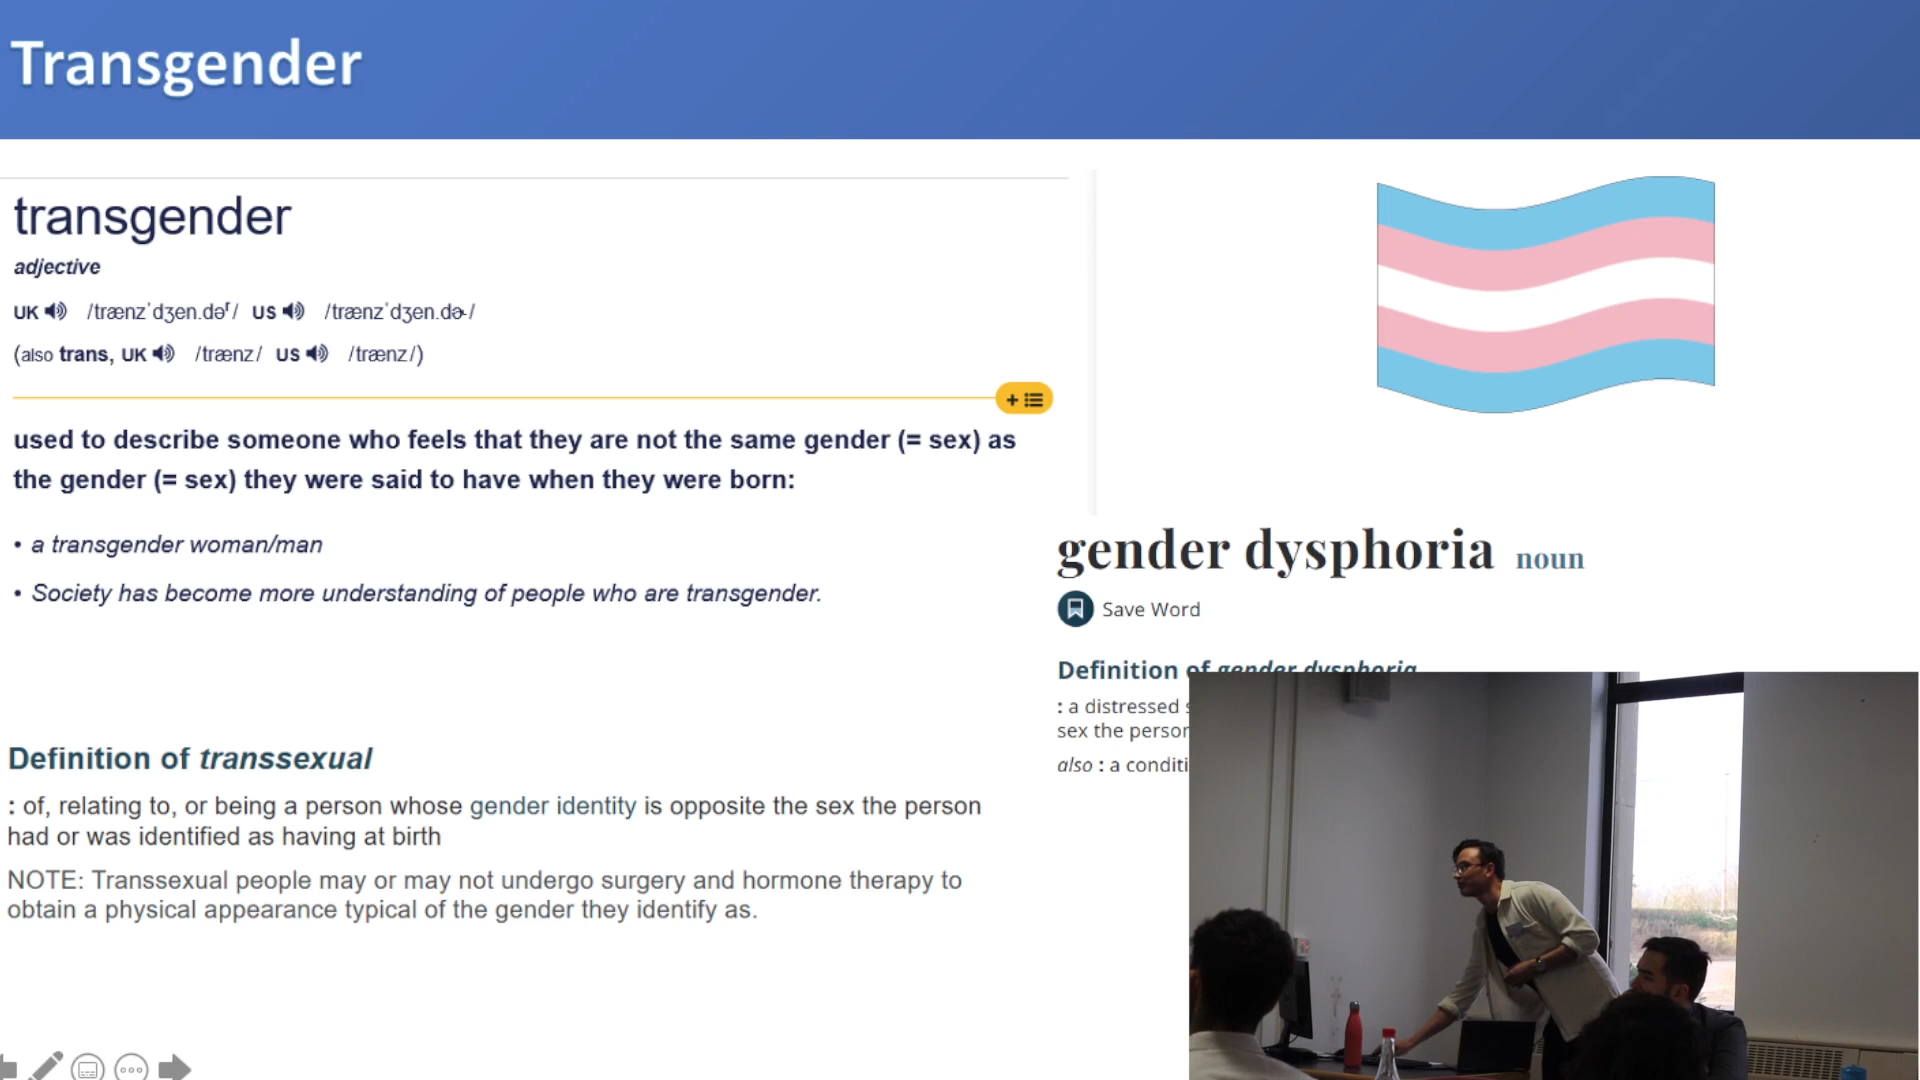 Transgender
transgender
adjective
UK /trænzˈdʒen.dəʳ/ US /trænzˈdʒen.dɚ/
(also trans, UK /trænz/ US /trænz/)
used to describe someone who feels that they are not the same gender (= sex) as
the gender (= sex) they were said to have when they were born:
• a transgender woman/man
• Society has become more understanding of people who are transgender.
gender dysphoria noun
Save Word
Definition of gender dysphoria
: a distressed
sex the person
also : a
Definition of transsexual
: of, relating to, or being a person whose gender identity is opposite the sex the person
had or was identified as having at birth
NOTE: Transsexual people may or may not undergo surgery and hormone therapy to
obtain a physical appearance typical of the gender they identify as.